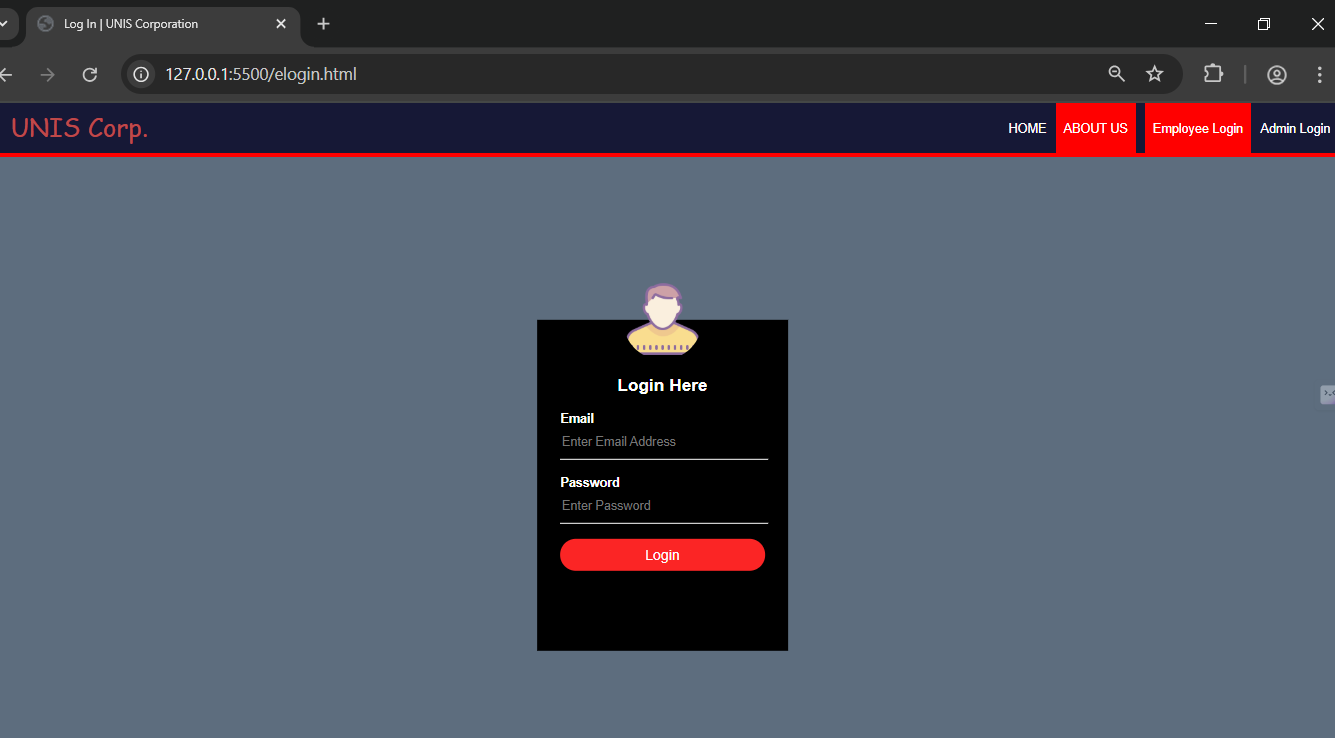 Log In | UNIS Corporation
127.0.0.1:5500/elogin.html
UNIS Corp.
HOME ABOUT US Employee Login Admin Login
Login Here
Email
Enter Email Address
Password
Enter Password
Login